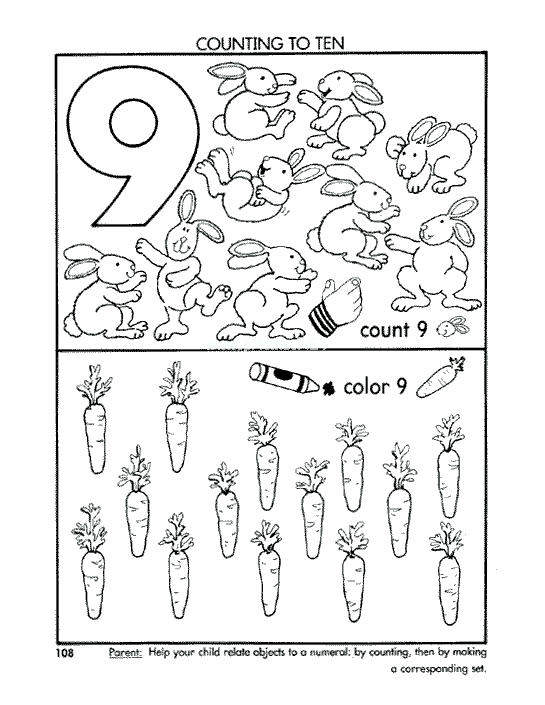 COUNTING TO TEN
9
count 9
color 9
108 Parent: Help your child relate objects to a numeral: by counting, then by making
a corresponding set.